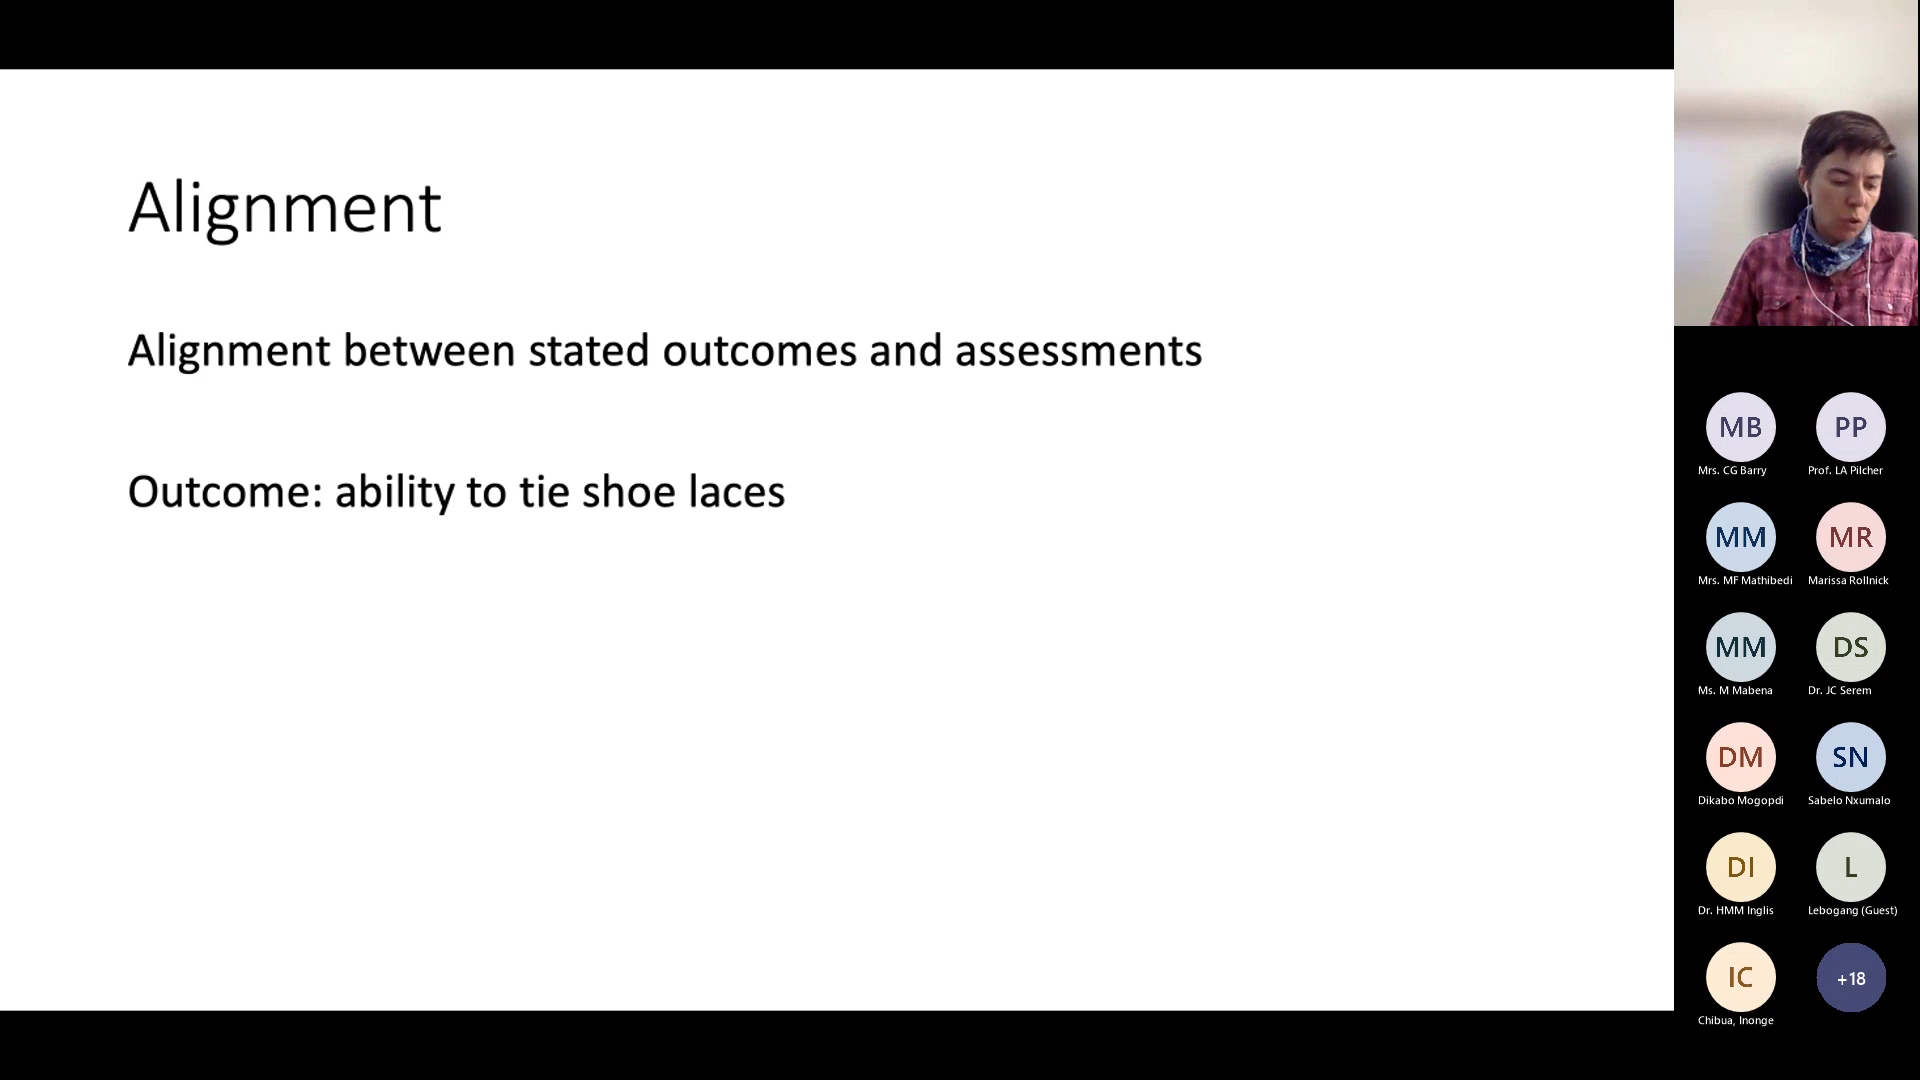 Alignment
Alignment between stated outcomes and assessments
Outcome: ability to tie shoe laces
MB
Mrs. CG Barry
PP
Prof. LA Pilcher
MM
Mrs. MF Mathibedi
MR
Marissa Rollnick
MM
Ms. M Mabena
DS
Dr. JC Serem
DM
Dikabo Mogopdi
SN
Sabelo Nxumalo
DI
Dr. HMM Inglis
L
Lebogang (Guest)
IC
Chibua, Inonge
+18